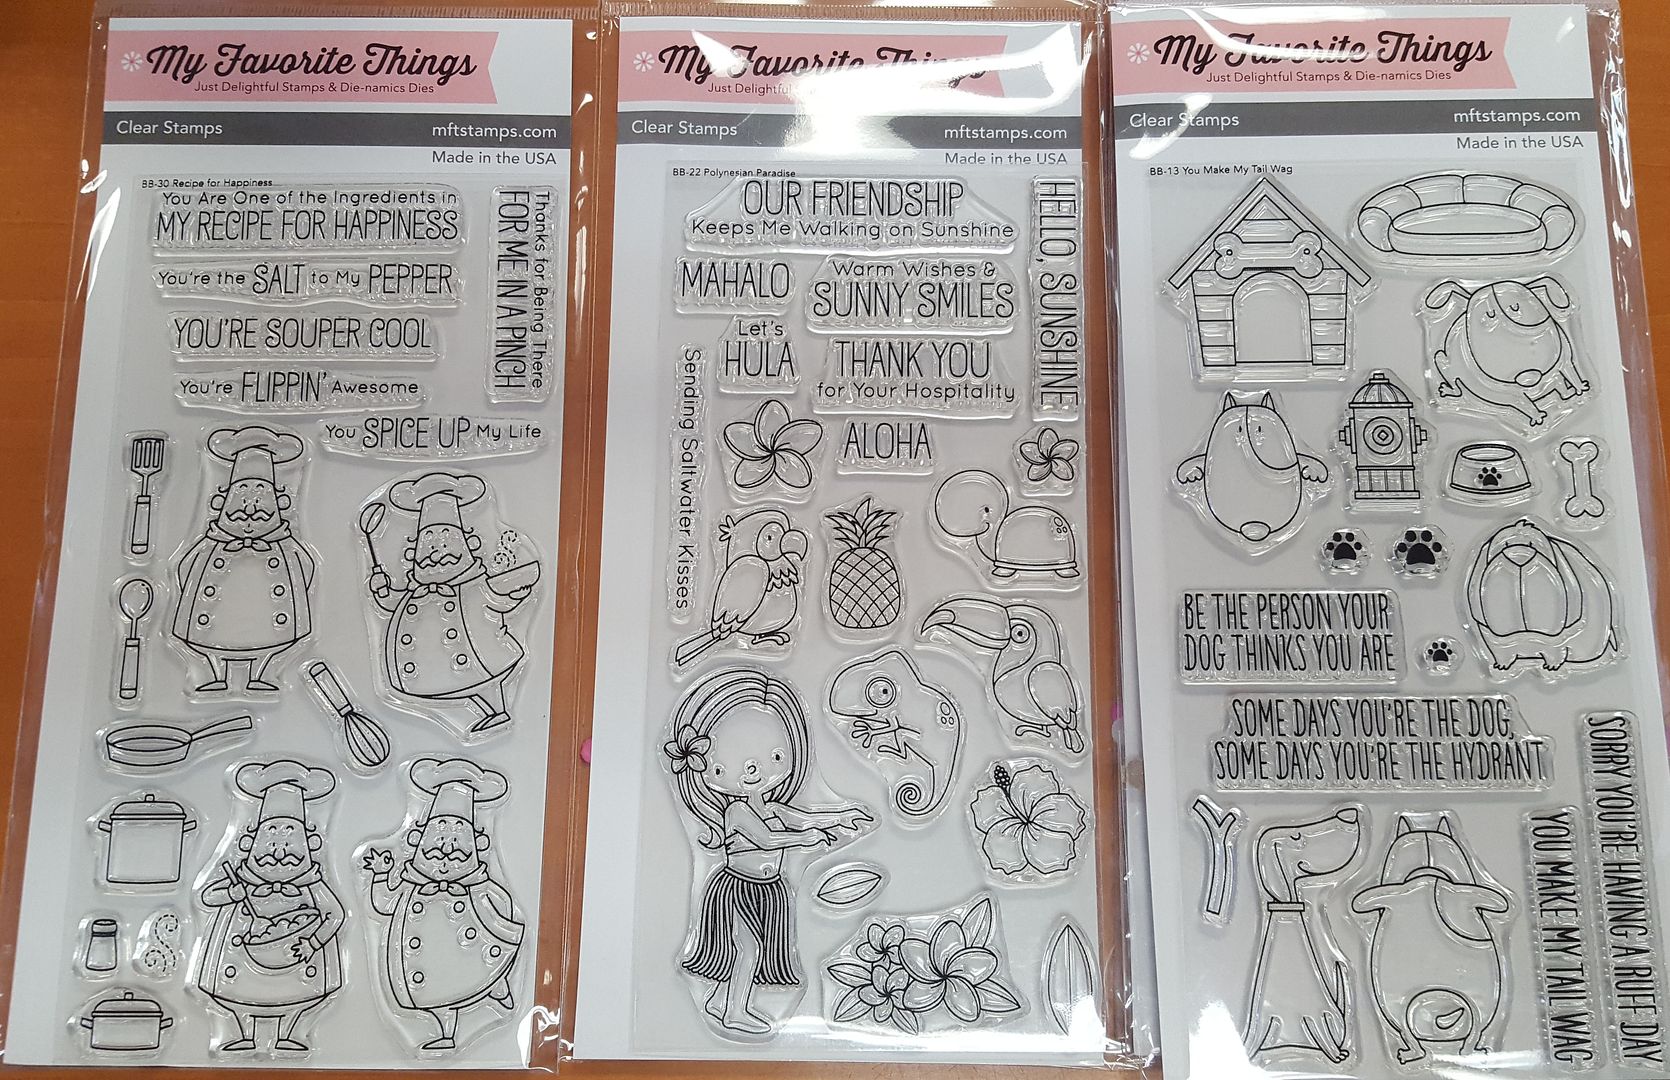 My Favorite Things
Just Delightful Stamps & Die-namics Dies
Clear Stamps
mftstamps.com
Made in the USA
BB-30 Recipe for Happiness
You Are One of the Ingredients in
MY RECIPE FOR HAPPINESS
You're the SALT to My PEPPER
YOU'RE SOUPER COOL
You're FLIPPIN' Awesome
You SPICE UP My Life
Thanks for Being There
FOR ME IN A PINCH
My Favorite Things
Just Delightful
Clear Stamps
mftstamps.com
Made in the USA
BB-22 Polynesian Paradise
OUR FRIENDSHIP
Keeps Me Walking on Sunshine
MAHALO
Warm Wishes &
SUNNY SMILES
Let's
HULA
THANK YOU
for Your Hospitality
ALOHA
HELLO, SUNSHINE
Sending Saltwater Kisses
My Favorite Things
Just Delightful Stamps & Die-namics Dies
Clear Stamps
mftstamps.com
Made in the USA
BB-13 You Make My Tail Wag
BE THE PERSON YOUR
DOG THINKS YOU ARE
SOME DAYS YOU'RE THE DOG,
SOME DAYS YOU'RE THE HYDRANT
YOU MAKE MY TAIL WAG
SORRY YOU'RE HAVING A RUFF DAY